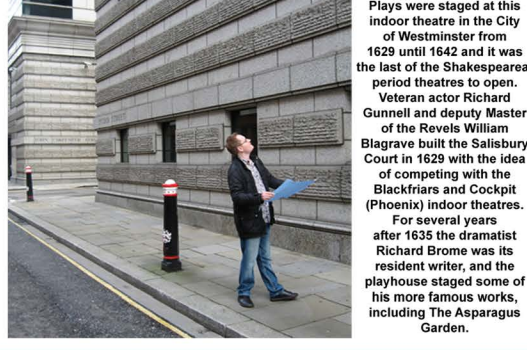 Plays were staged at this
indoor theatre in the City
of Westminster from
1629 until 1642 and it was
the last of the Shakespearea
period theatres to open.
Veteran actor Richard
Gunnell and deputy Master
of the Revels William
Blagrave built the Salisbury
Court in 1629 with the idea
of competing with the
Blackfriars and Cockpit
(Phoenix) indoor theatres.
For several years
after 1635 the dramatist
Richard Brome was its
resident writer, and the
playhouse staged some of
his more famous works,
including The Asparagus
Garden.